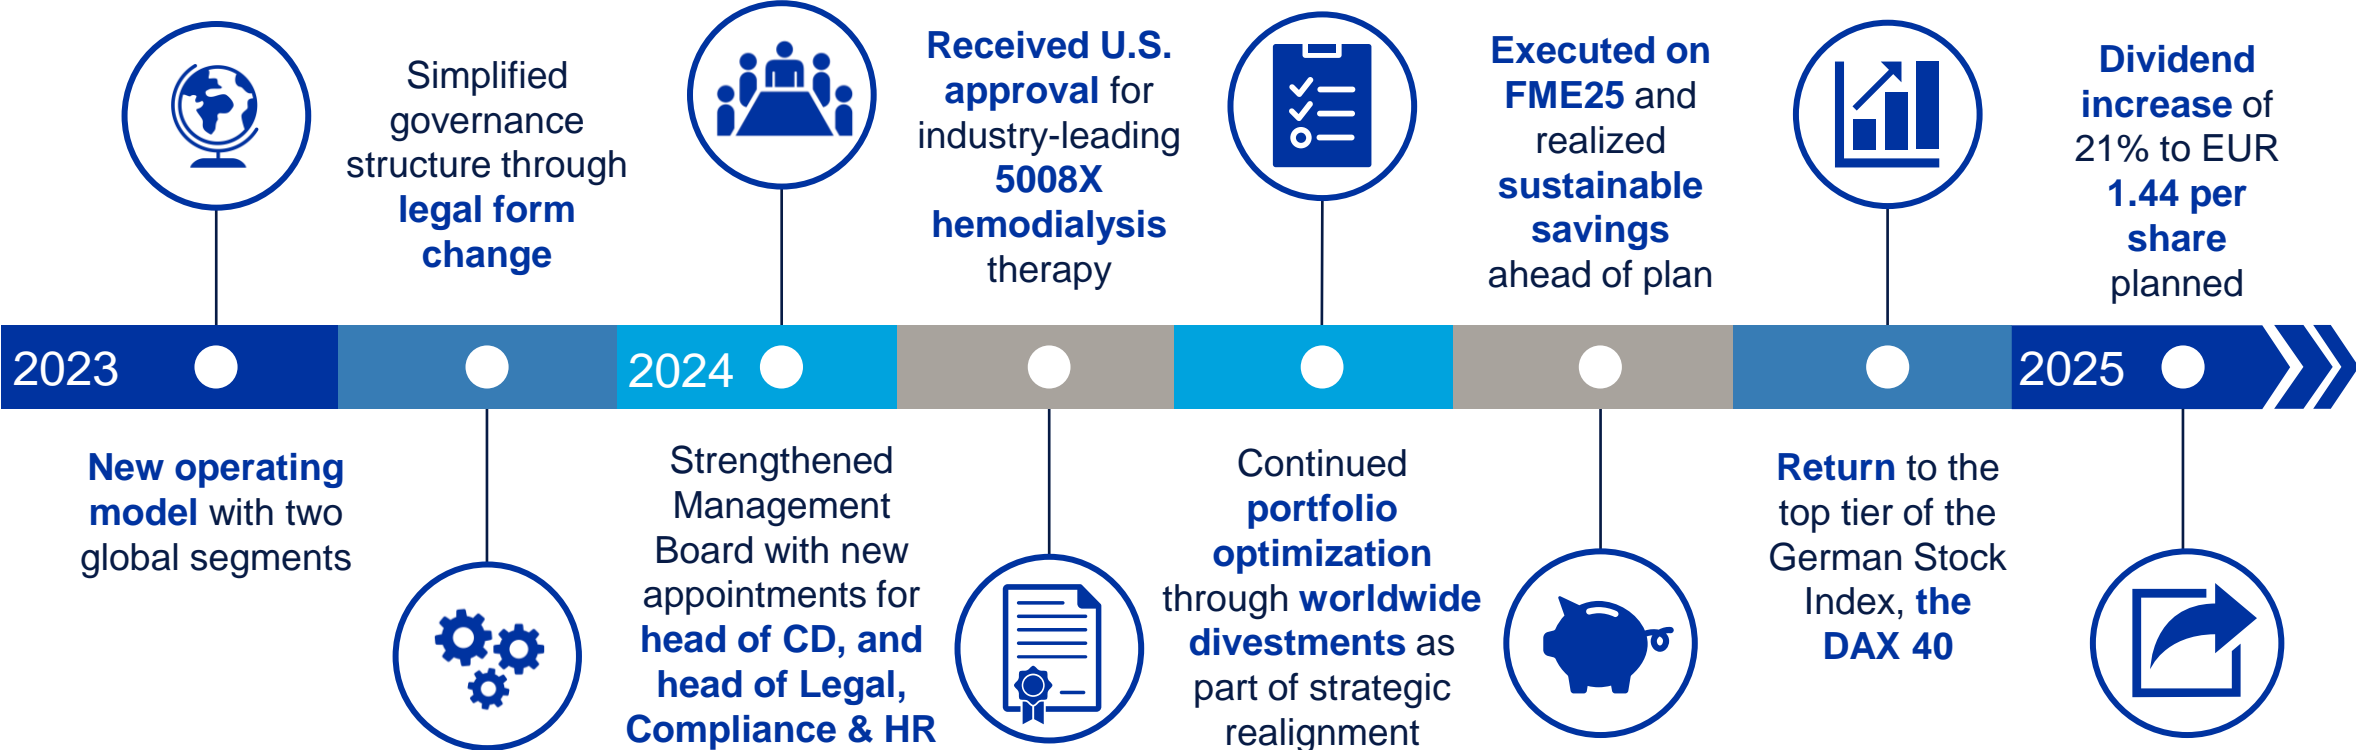 2023
New operating
model with two
global segments
Simplified
governance
structure through
legal form
change
2024
Strengthened
Management
Board with new
appointments for
head of CD, and
head of Legal,
Compliance & HR
Received U.S.
approval for
industry-leading
5008X
hemodialysis
therapy
Continued
portfolio
optimization
through worldwide
divestments as
part of strategic
realignment
Executed on
FME25 and
realized
sustainable
savings
ahead of plan
Return to the
top tier of the
German Stock
Index, the
DAX 40
2025
Dividend
increase of
21% to EUR
1.44 per
share
planned